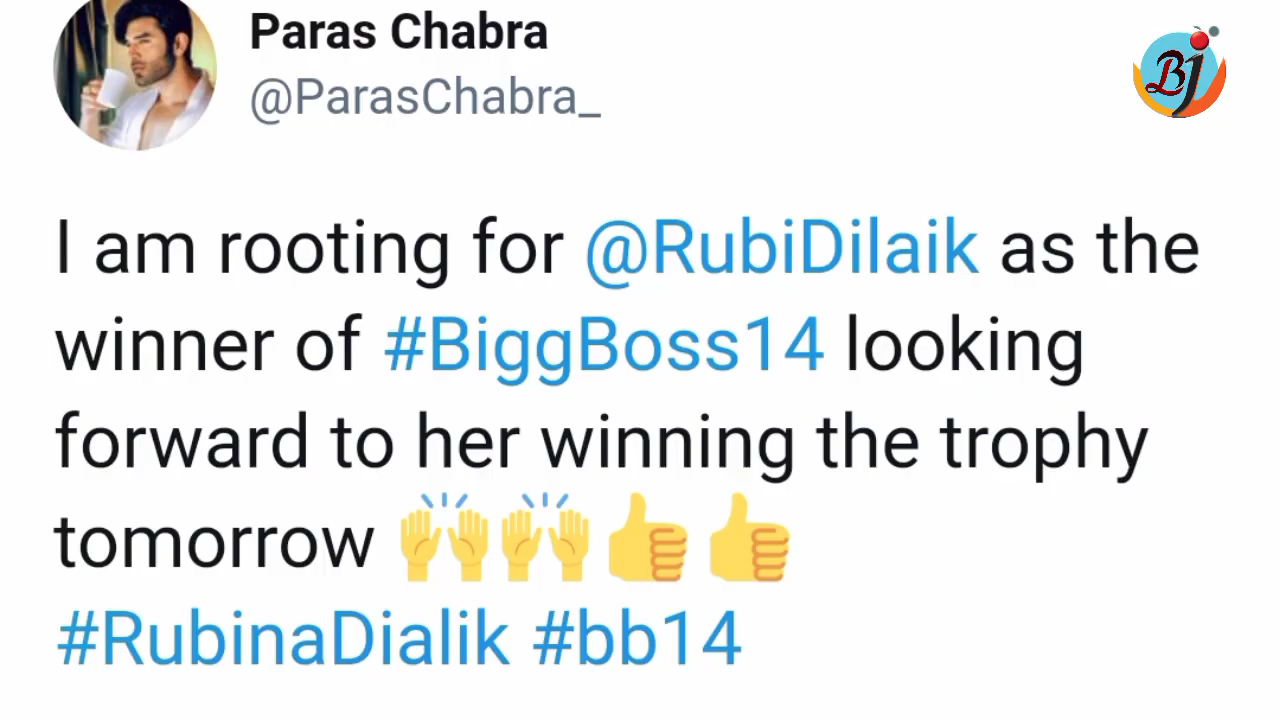 Paras Chabra
@ParasChabra_
BJ
I am rooting for @RubiDilaik as the
winner of #BiggBoss14 looking
forward to her winning the trophy
tomorrow 🙌🙌👍👍
#RubinaDialik #bb14